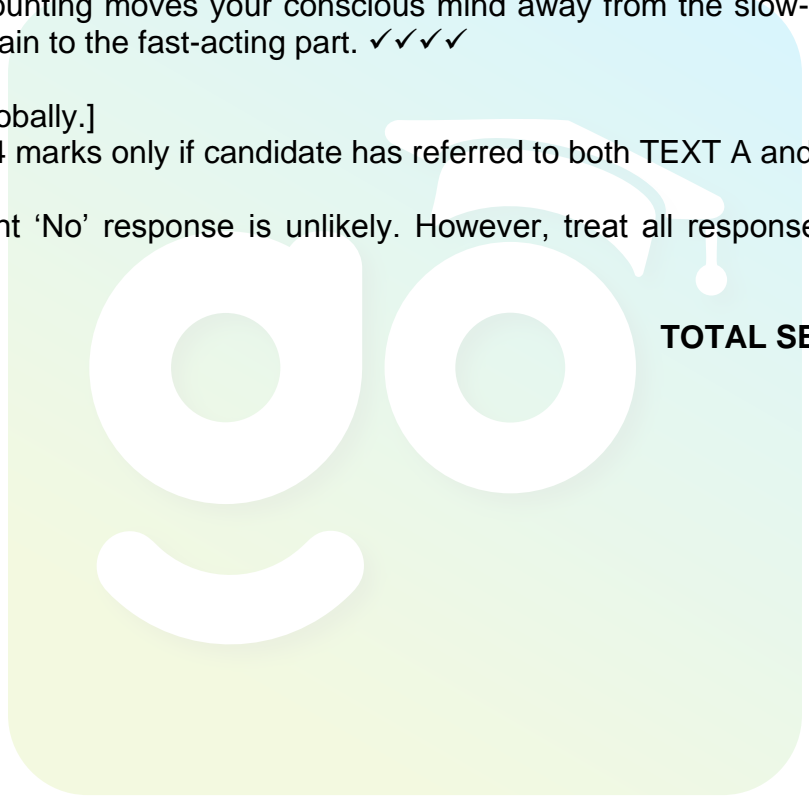 ounting moves your conscious mind away from the slow-
ain to the fast-acting part. ✓✓✓✓
obally.]
4 marks only if candidate has referred to both TEXT A and
nt ‘No’ response is unlikely. However, treat all response
TOTAL SE
go